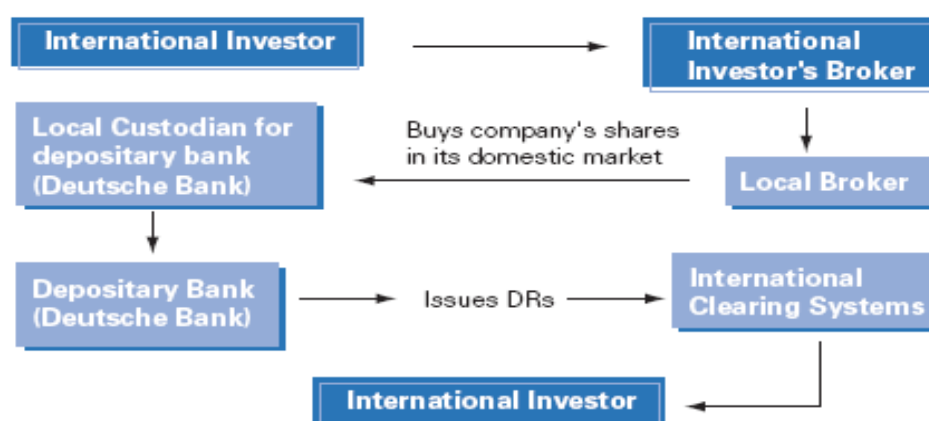 International Investor
International
Investor's Broker
Local Custodian for
depositary bank
(Deutsche Bank)
Buys company's shares
in its domestic market
Local Broker
Depositary Bank
(Deutsche Bank)
Issues DRs
International
Clearing Systems
International Investor